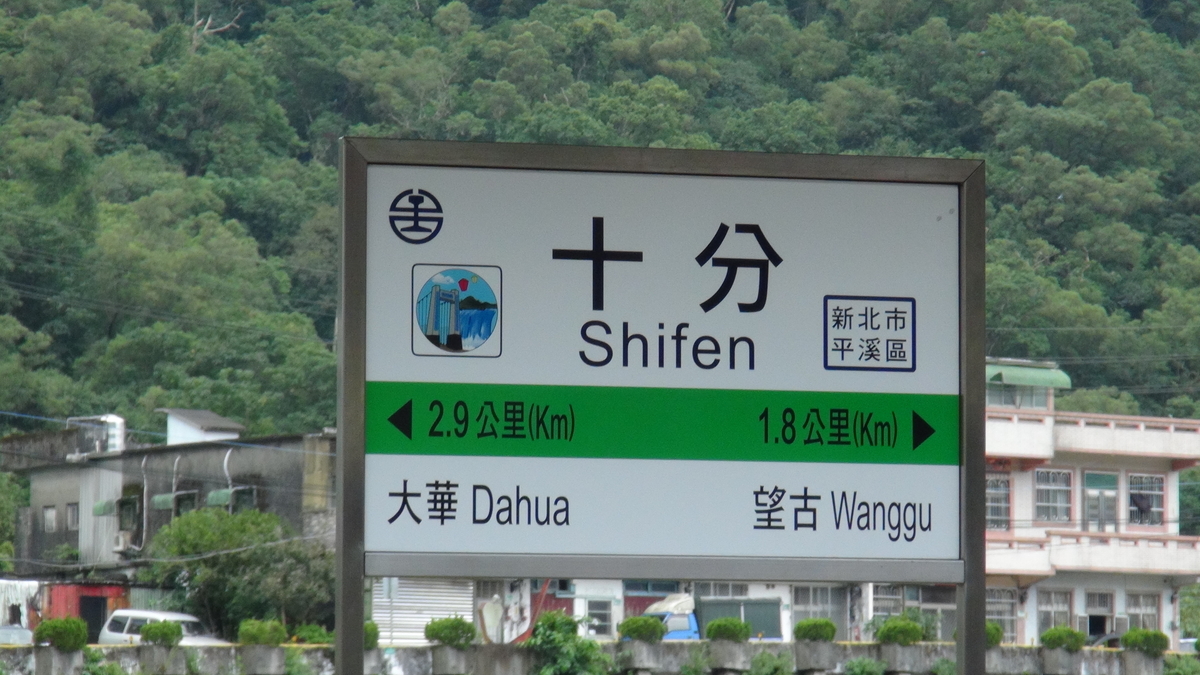 十分
Shifen
新北市
平溪區
2.9公里(Km)
1.8公里(Km)
大華 Dahua
望古 Wanggu